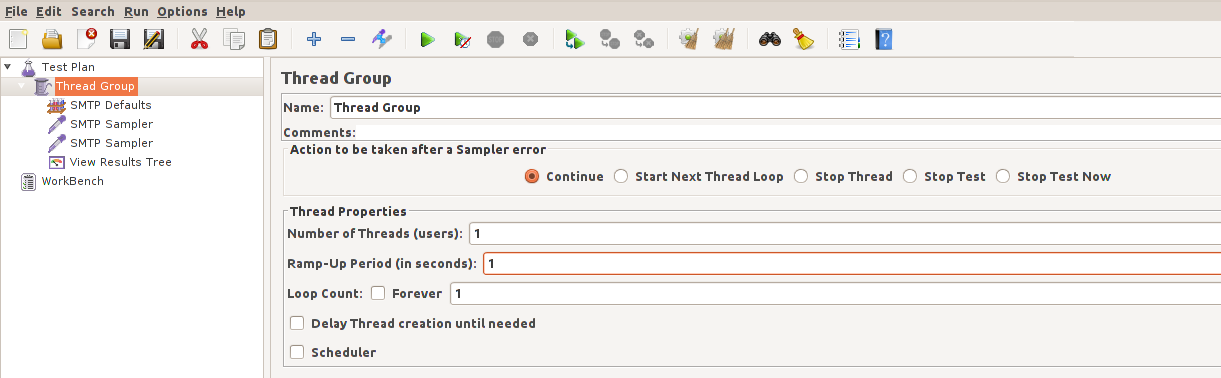 File Edit Search Run Options Help
Test Plan
Thread Group
SMTP Defaults
SMTP Sampler
SMTP Sampler
View Results Tree
WorkBench
Thread Group
Name: Thread Group
Comments:
Action to be taken after a Sampler error
Continue Start Next Thread Loop Stop Thread Stop Test Stop Test Now
Thread Properties
Number of Threads (users): 1
Ramp-Up Period (in seconds): 1
Loop Count: Forever 1
Delay Thread creation until needed
Scheduler